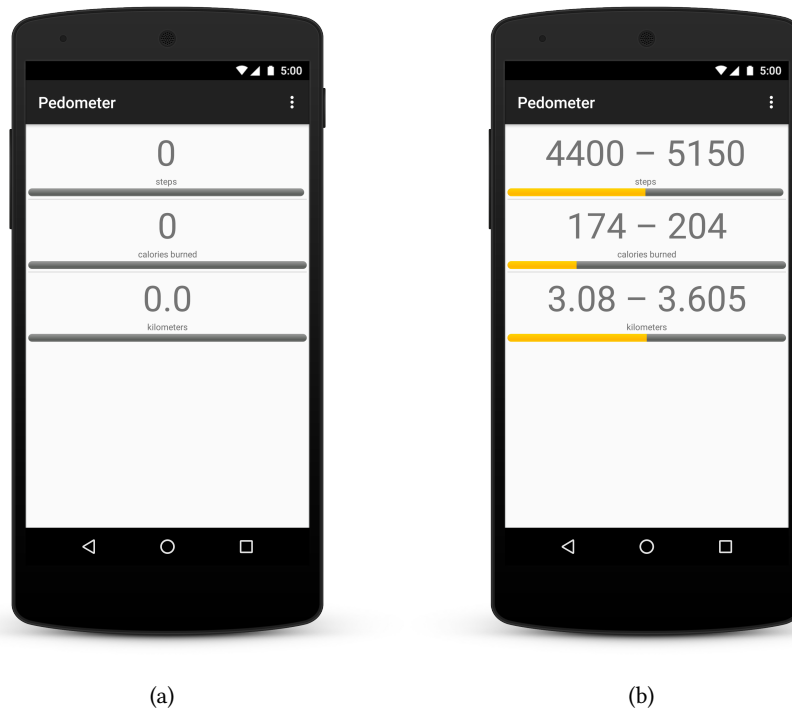 5:00
Pedometer
0
steps
0
calories burned
0.0
kilometers
(a)
5:00
Pedometer
4400 – 5150
steps
174 – 204
calories burned
3.08 – 3.605
kilometers
(b)